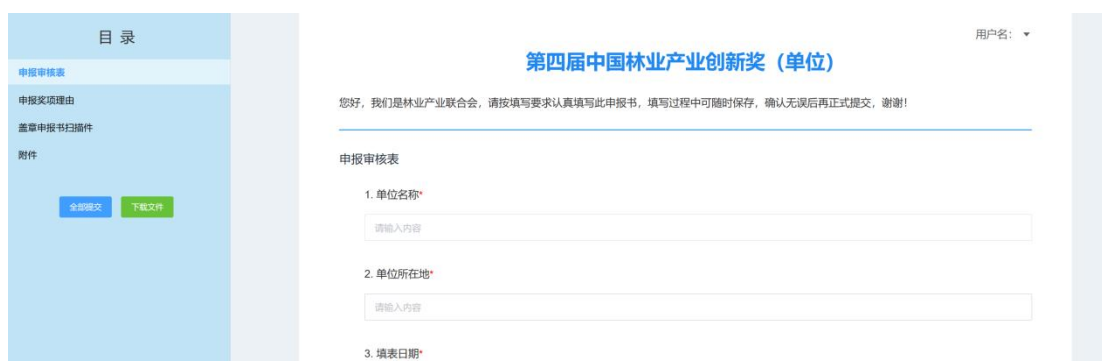 目录
申报审核表
申报奖项理由
盖章申报书扫描件
附件
全部提交
下载文件
用户名：
第四届中国林业产业创新奖（单位）
您好，我们是林业产业联合会，请按填写要求认真填写此申报书，填写过程中可随时保存，确认无误后再正式提交，谢谢！
申报审核表
1. 单位名称*
请输入内容
2. 单位所在地*
请输入内容
3. 填表日期*